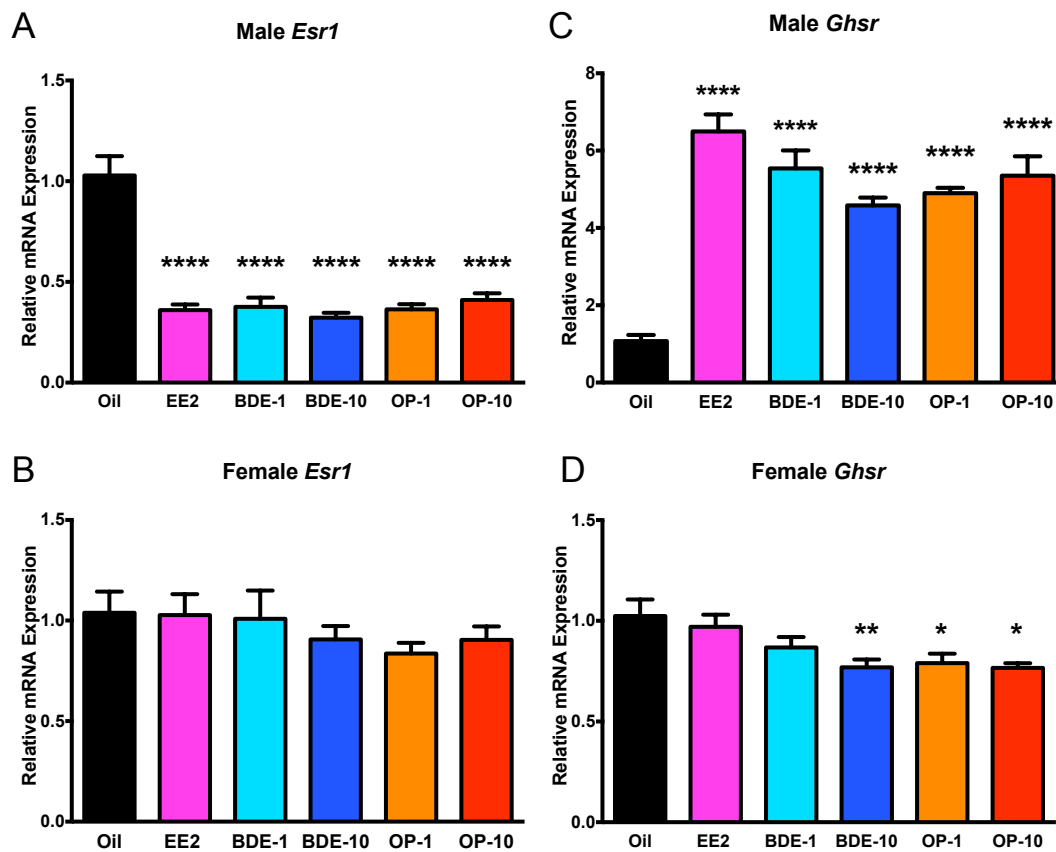 A
Male Esr1
Relative mRNA Expression
1.5
1.0
0.5
0.0
**** **** **** **** ****
Oil EE2 BDE-1 BDE-10 OP-1 OP-10
C
Male Ghsr
Relative mRNA Expression
8
6
4
2
0
**** **** **** **** ****
Oil EE2 BDE-1 BDE-10 OP-1 OP-10
B
Female Esr1
Relative mRNA Expression
1.5
1.0
0.5
0.0
Oil EE2 BDE-1 BDE-10 OP-1 OP-10
D
Female Ghsr
Relative mRNA Expression
1.5
1.0
0.5
0.0
** * *
Oil EE2 BDE-1 BDE-10 OP-1 OP-10